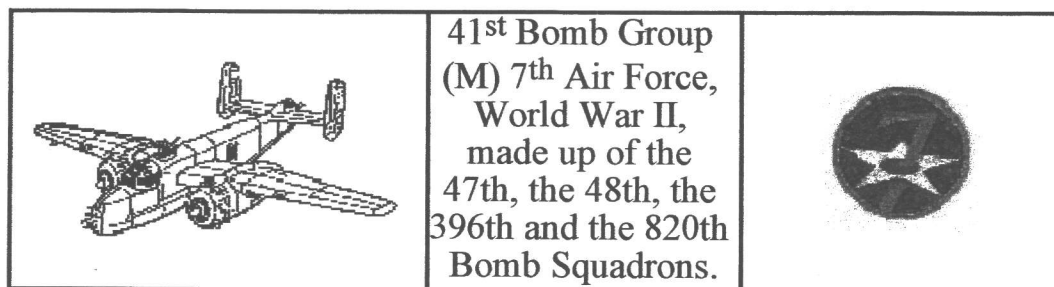 41st Bomb Group
(M) 7th Air Force,
World War II,
made up of the
47th, the 48th, the
396th and the 820th
Bomb Squadrons.
7